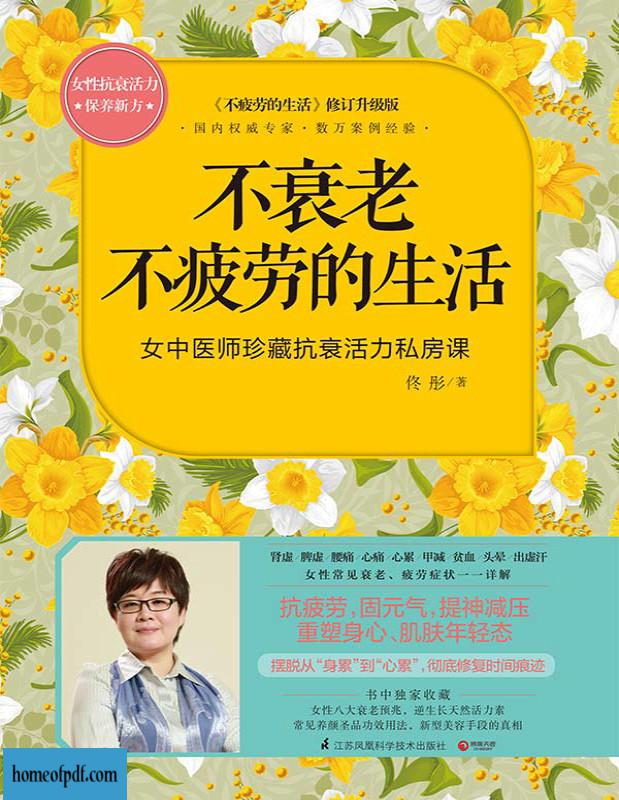 女性抗衰活力
★保养新方★
《不疲劳的生活》修订升级版
·国内权威专家·数万案例经验·
不衰老
不疲劳的生活
女中医师珍藏抗衰活力私房课
佟彤/著
肾虚/脾虚/腰痛/心痛/心累/甲减/贫血/头晕/出虚汗
女性常见衰老、疲劳症状一一详解
抗疲劳,固元气,提神减压
重塑身心、肌肤年轻态
摆脱从“身累”到“心累”,彻底修复时间痕迹
书中独家收藏
女性八大衰老预兆,逆生长天然活力素
常见养颜圣品功效用法,新型美容手段的真相
江苏凤凰科学技术出版社
博集天卷
homeofpdf.com